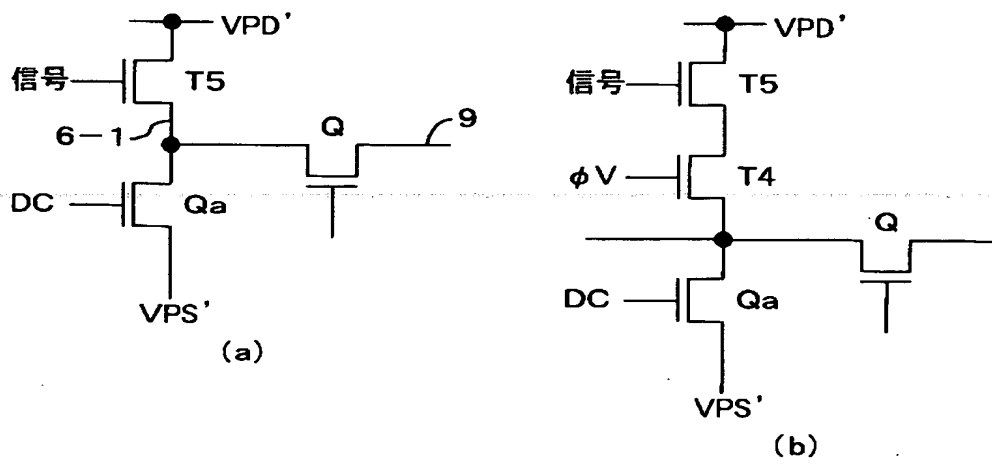 VPD'
信号
T5
6-1
Q
9
DC
Qa
VPS'
(a)
VPD'
信号
T5
φV
T4
Q
DC
Qa
VPS'
(b)